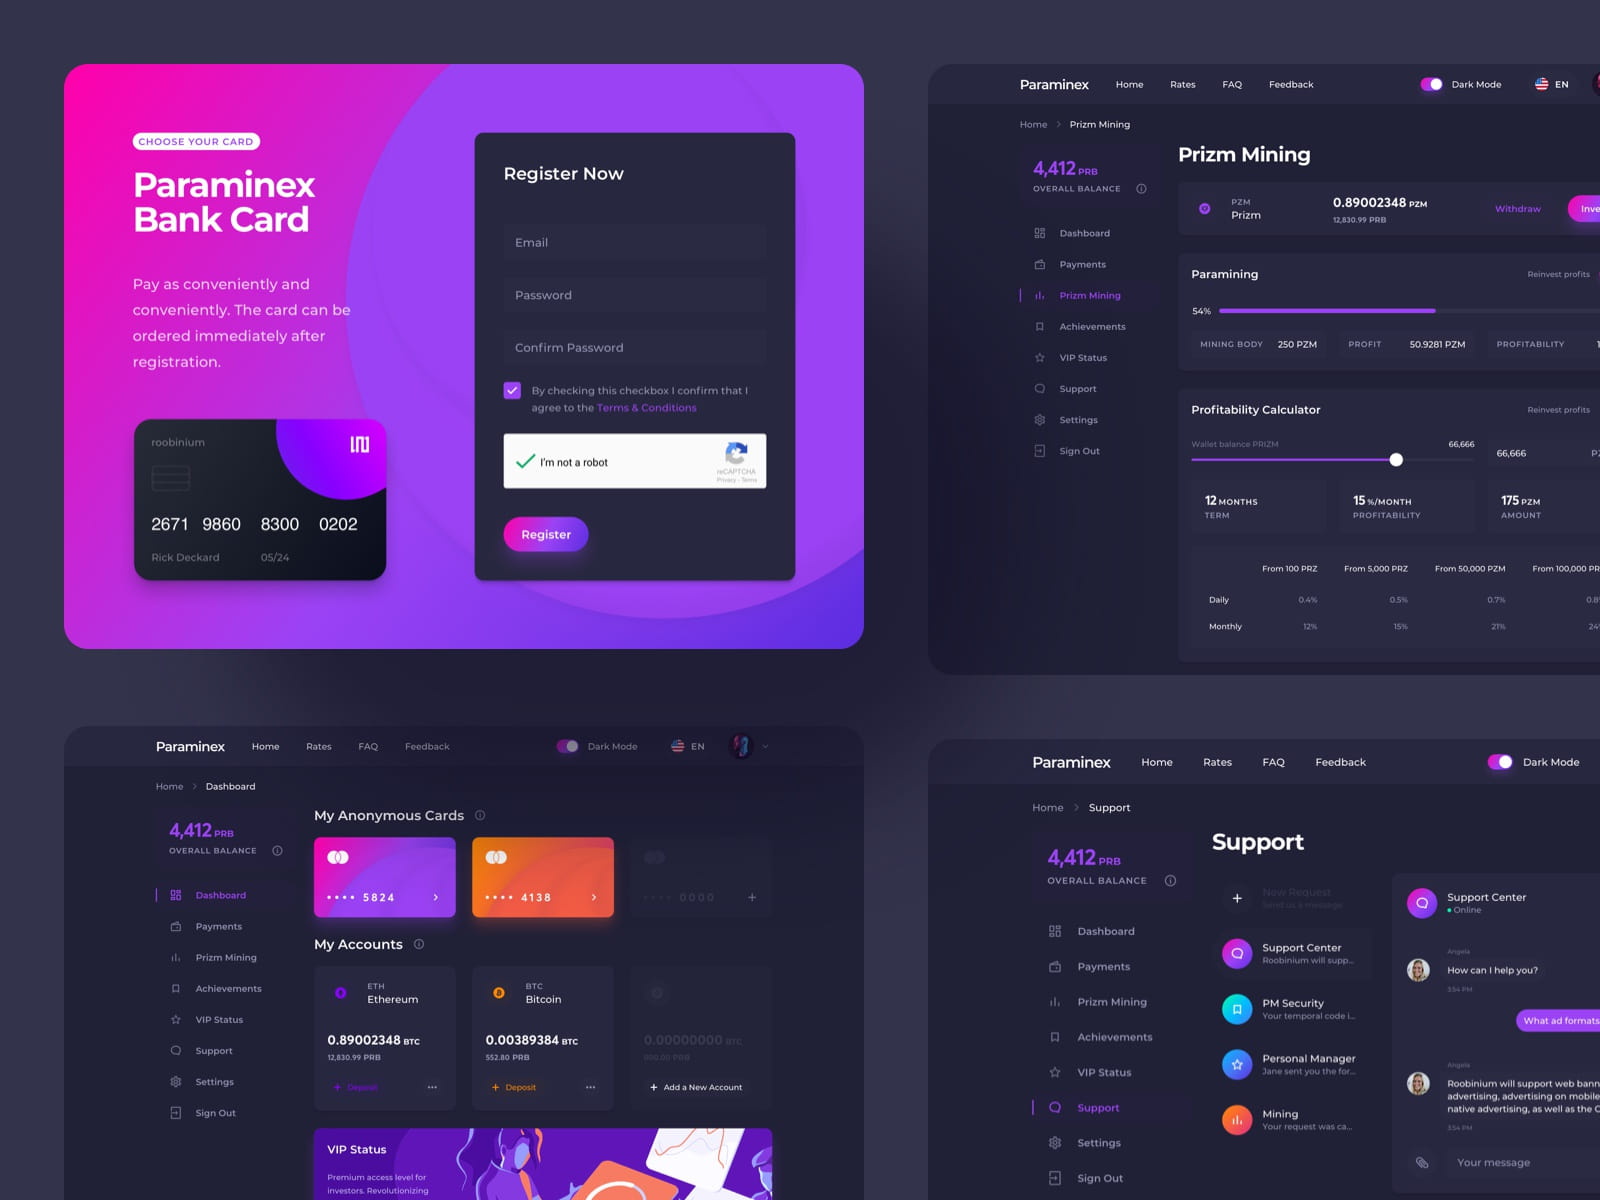 CHOOSE YOUR CARD
Paraminex
Bank Card
Pay as conveniently and
conveniently. The card can be
ordered immediately after
registration.
roobinium
2671 9860 8300 0202
Rick Deckard 05/24
Register Now
Email
Password
Confirm Password
By checking this checkbox I confirm that I
agree to the Terms & Conditions
I'm not a robot
reCAPTCHA
Privacy - Terms
Register
Paraminex Home Rates FAQ Feedback Dark Mode EN
Home > Prizm Mining
4,412 PRB
OVERALL BALANCE
Dashboard
Payments
Prizm Mining
Achievements
VIP Status
Support
Settings
Sign Out
Prizm Mining
PZM
Prizm
0.89002348 PZM
12,830.99 PRB
Withdraw
Inve
Paramining Reinvest profits
54%
MINING BODY 250 PZM PROFIT 50.9281 PZM PROFITABILITY 1
Profitability Calculator Reinvest profits
Wallet balance PRIZM 66,666
66,666 PZ
12 MONTHS
TERM
15 %/MONTH
PROFITABILITY
175 PZM
AMOUNT
From 100 PRZ From 5,000 PRZ From 50,000 PZM From 100,000 PR
Daily 0.4% 0.5% 0.7% 0.8
Monthly 12% 15% 21% 24
Paraminex Home Rates FAQ Feedback Dark Mode EN
Home > Dashboard
4,412 PRB
OVERALL BALANCE
Dashboard
Payments
Prizm Mining
Achievements
VIP Status
Support
Settings
Sign Out
My Anonymous Cards
•••• 5824
•••• 4138
•••• 0000
My Accounts
ETH
Ethereum
0.89002348 BTC
12,830.99 PRB
+ Deposit
BTC
Bitcoin
0.00389384 BTC
552.80 PRB
+ Deposit
0.00000000 BTC
000.00 PRB
+ Add a New Account
VIP Status
Premium access level for
investors. Revolutionizing
Paraminex Home Rates FAQ Feedback Dark Mode
Home > Support
4,412 PRB
OVERALL BALANCE
Dashboard
Payments
Prizm Mining
Achievements
VIP Status
Support
Settings
Sign Out
Support
New Request
Send us a message
Support Center
Roobinium will supp...
PM Security
Your temporal code i...
Personal Manager
Jane sent you the for...
Mining
Your request was ca...
Support Center
Online
Angela
How can I help you?
3:54 PM
What ad formats
Angela
Roobinium will support web bann
advertising, advertising on mobile
native advertising, as well as the C
3:54 PM
Your message